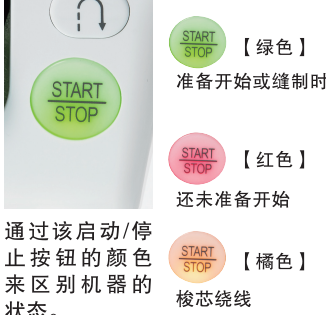 START
STOP
通过该启动/停
止按钮的颜色
来区别机器的
状态。
START
STOP
【绿色】
准备开始或缝制时
START
STOP
【红色】
还未准备开始
START
STOP
【橘色】
梭芯绕线